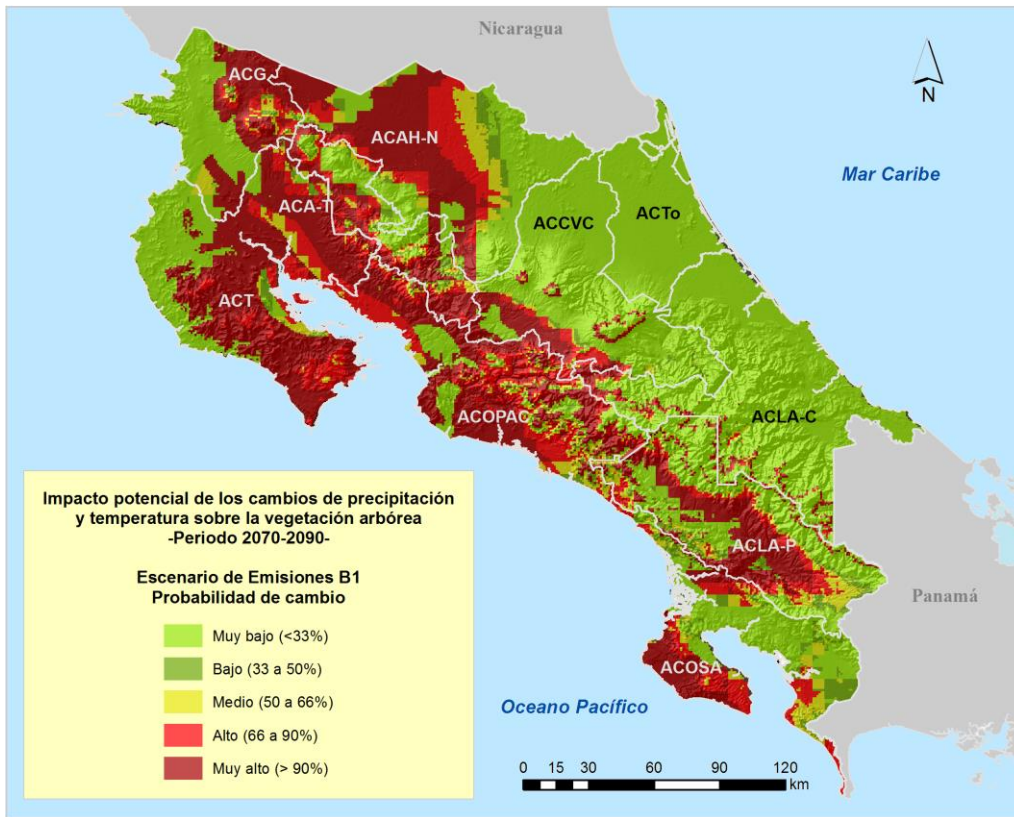 Nicaragua
N
ACG
ACAH-N
Mar Caribe
ACA-T
ACCVC
ACTo
ACT
ACOPAC
ACLA-C
ACLA-P
Panamá
ACOSA
Oceano Pacífico
Impacto potencial de los cambios de precipitación
y temperatura sobre la vegetación arbórea
-Periodo 2070-2090-
Escenario de Emisiones B1
Probabilidad de cambio
Muy bajo (<33%)
Bajo (33 a 50%)
Medio (50 a 66%)
Alto (66 a 90%)
Muy alto (> 90%)
0 15 30 60 90 120
km